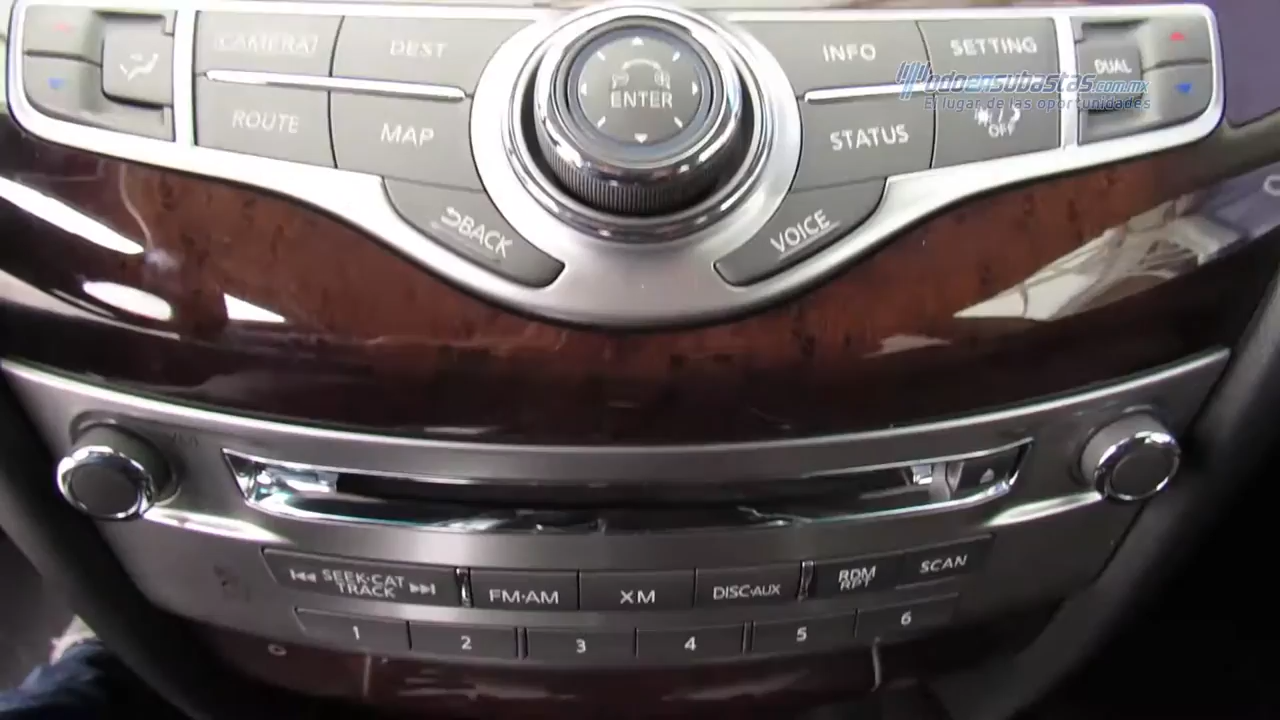 CAMERA
DEST
INFO
SETTING
DUAL
odoensubastas.com.mx
El lugar de las oportunidades
ENTER
ROUTE
MAP
STATUS
OFF
BACK
VOICE
SEEK·CAT
TRACK
FM·AM
XM
DISC·AUX
RDM
RPT
SCAN
1
2
3
4
5
6